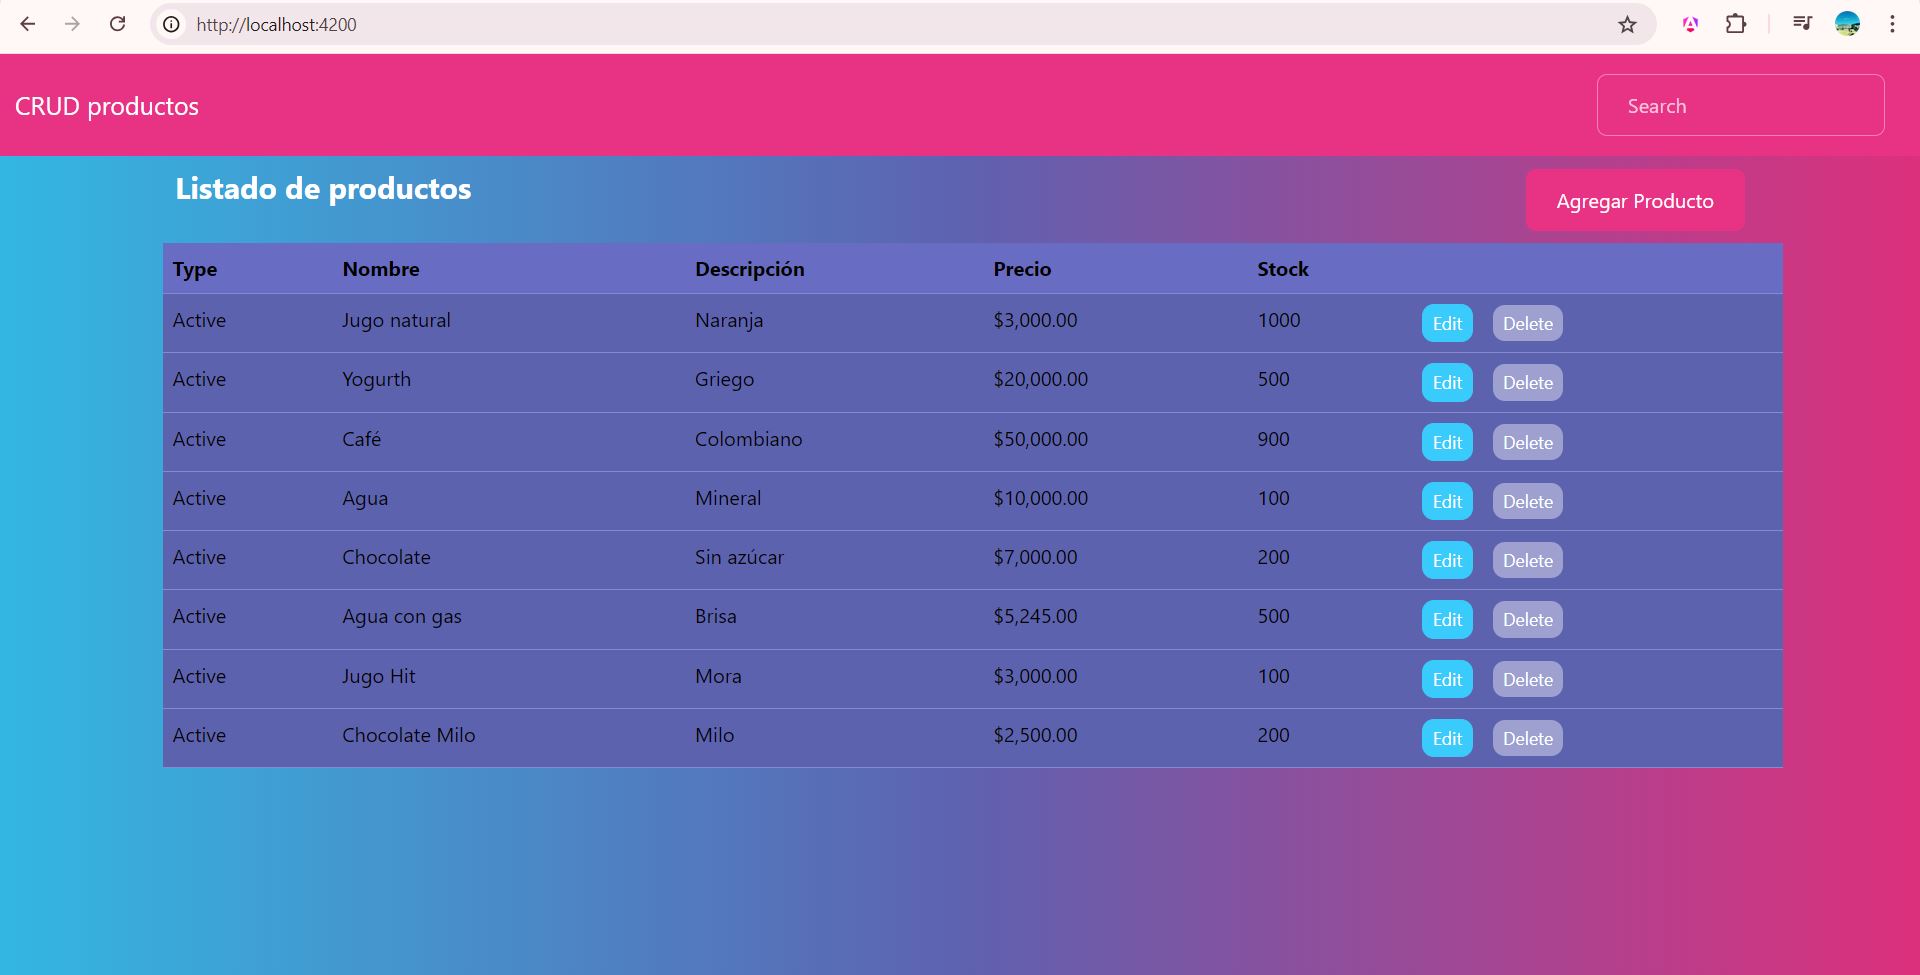 http://localhost:4200
CRUD productos Search
Listado de productos Agregar Producto
Type Nombre Descripción Precio Stock
Active Jugo natural Naranja $3,000.00 1000 Edit Delete
Active Yogurth Griego $20,000.00 500 Edit Delete
Active Café Colombiano $50,000.00 900 Edit Delete
Active Agua Mineral $10,000.00 100 Edit Delete
Active Chocolate Sin azúcar $7,000.00 200 Edit Delete
Active Agua con gas Brisa $5,245.00 500 Edit Delete
Active Jugo Hit Mora $3,000.00 100 Edit Delete
Active Chocolate Milo Milo $2,500.00 200 Edit Delete